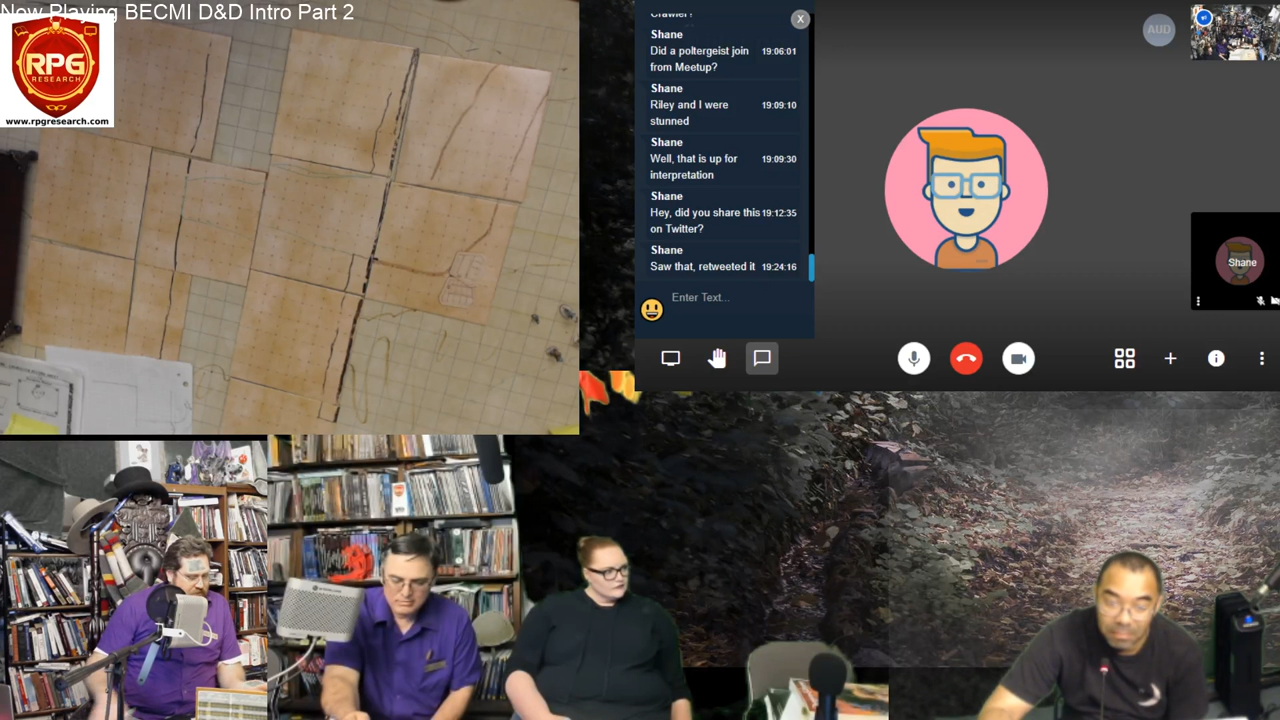 Now Playing BECMI D&D Intro Part 2
RPG
RESEARCH
www.rpgresearch.com
Crawler?
Shane
Did a poltergeist join 19:06:01
from Meetup?
Shane
Riley and I were 19:09:10
stunned
Shane
Well, that is up for 19:09:30
interpretation
Shane
Hey, did you share this 19:12:35
on Twitter?
Shane
Saw that, retweeted it 19:24:16
Enter Text...
X
AUD
Shane